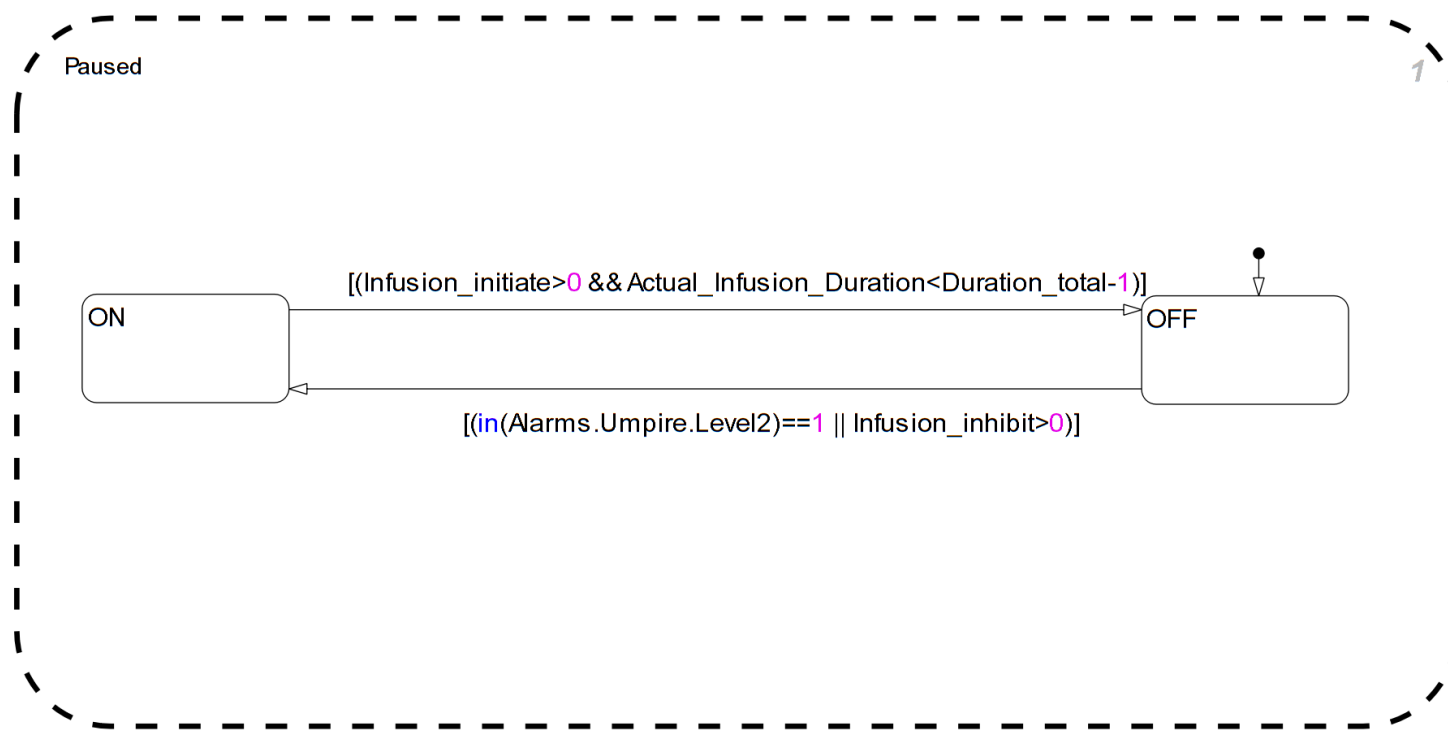 Paused
1
[(Infusion_initiate>0 && Actual_Infusion_Duration<Duration_total-1)]
ON
OFF
[(in(Alarms.Umpire.Level2)==1 || Infusion_inhibit>0)]